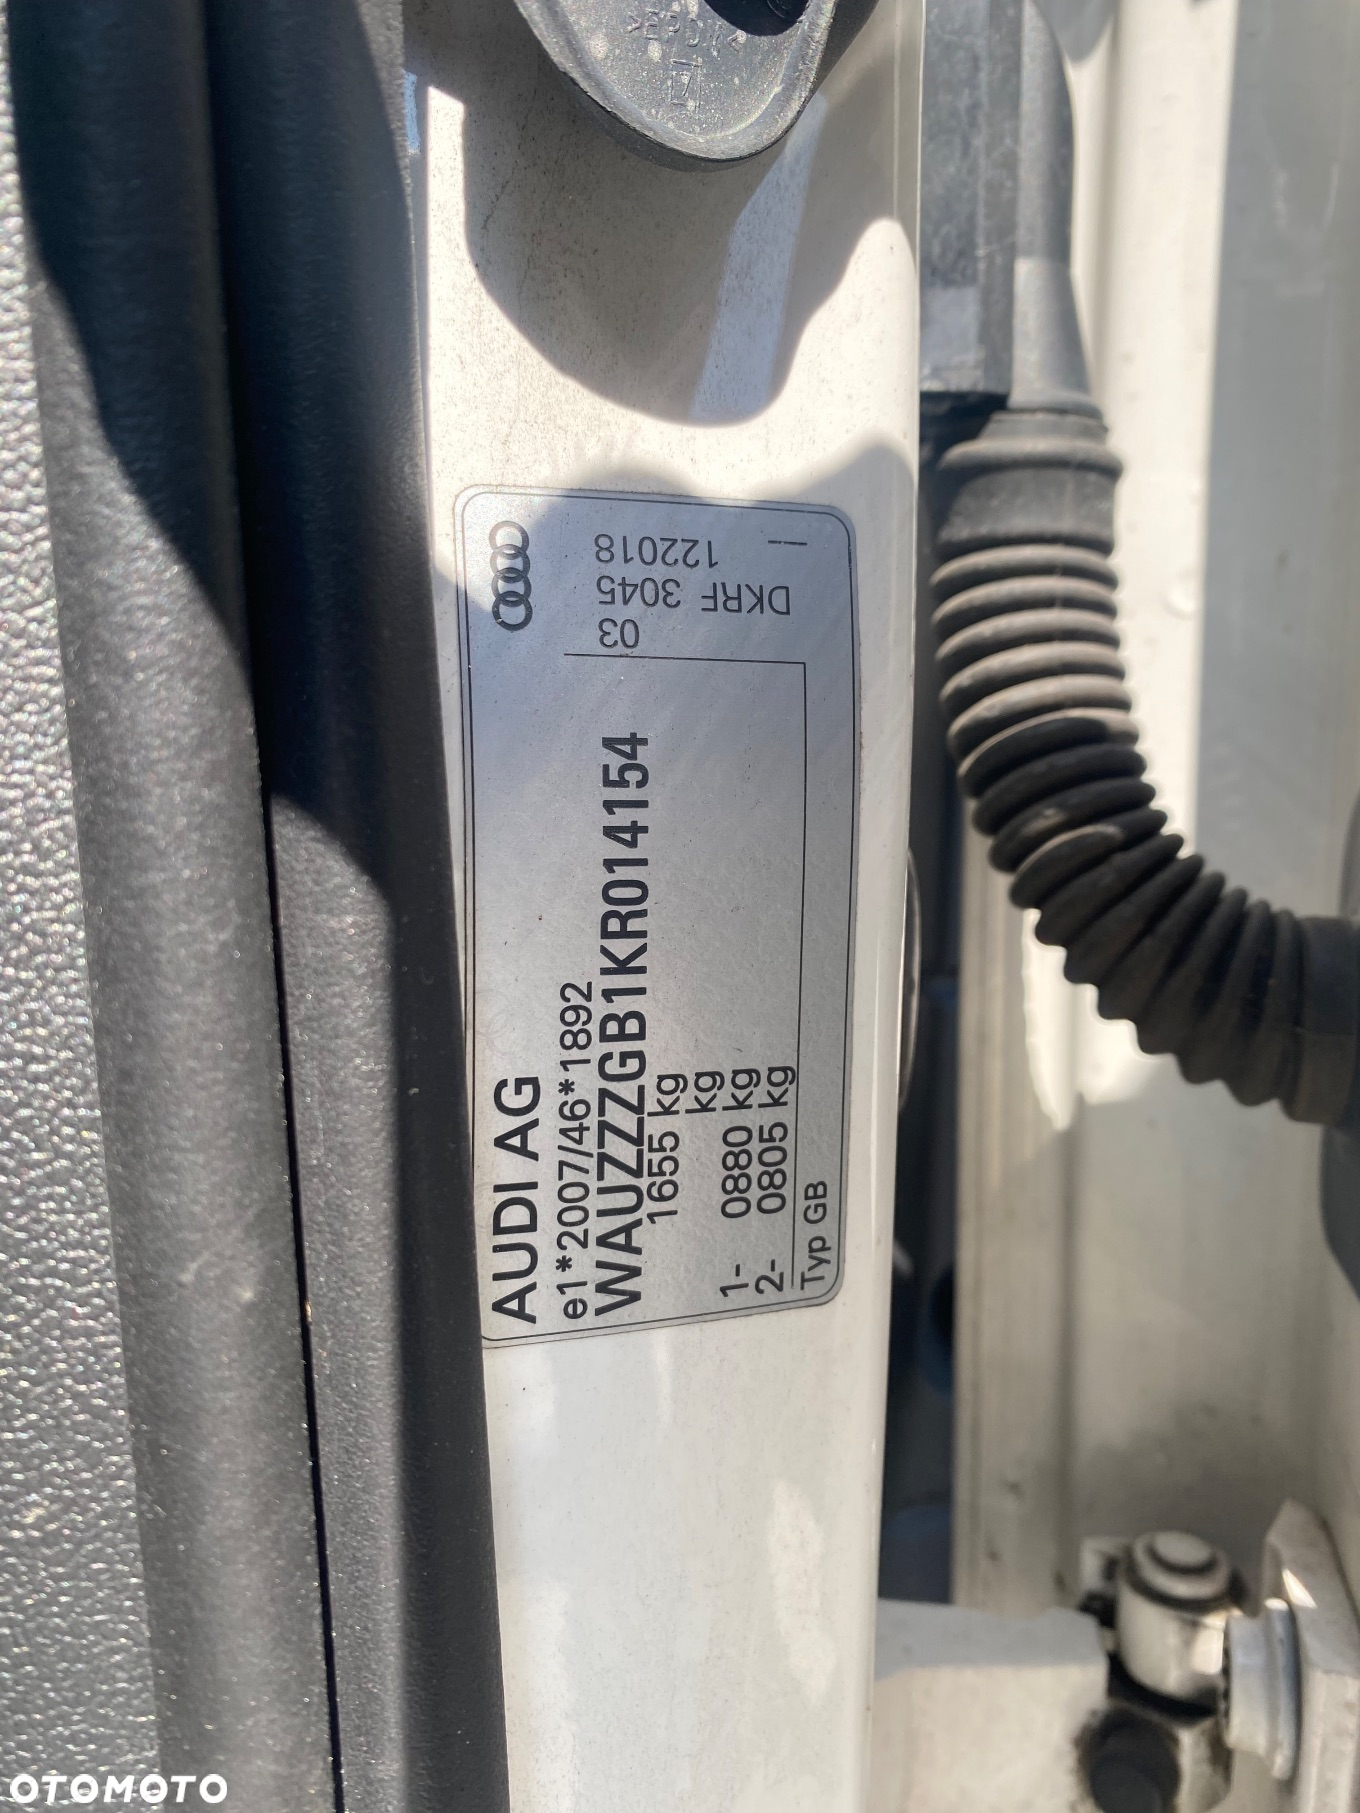 AUDI AG
e1*2007/46*1892
WAUZZZGB1KR014154
1655 kg
kg
1- 0880 kg
2- 0805 kg
Typ GB
03
DKRF 3045
122018
OTOMOTO